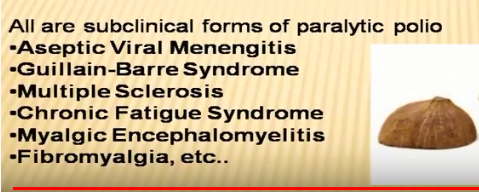 All are subclinical forms of paralytic polio
▪Aseptic Viral Menengitis
▪Guillain-Barre Syndrome
▪Multiple Sclerosis
▪Chronic Fatigue Syndrome
▪Myalgic Encephalomyelitis
▪Fibromyalgia, etc..